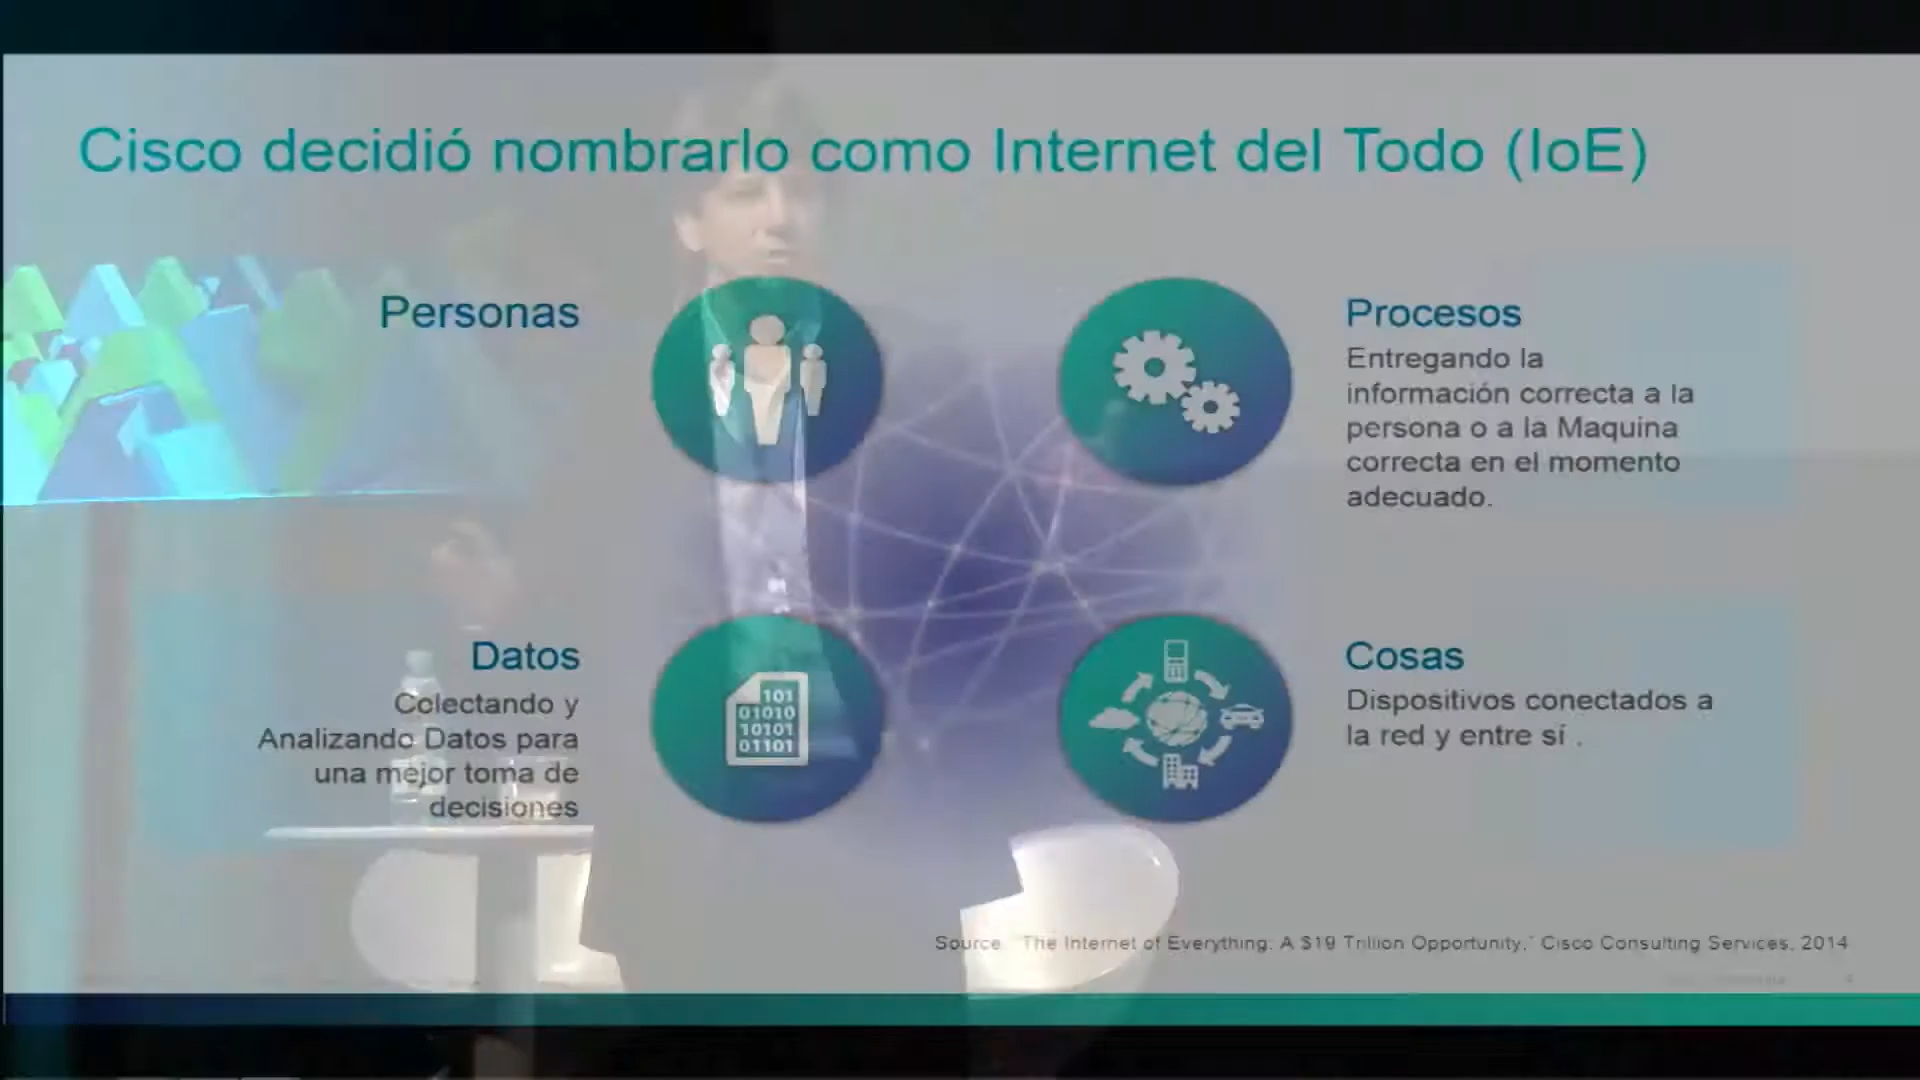 Cisco decidió nombrarlo como Internet del Todo (IoE)
Personas
Procesos
Entregando la
información correcta a la
persona o a la Maquina
correcta en el momento
adecuado.
Datos
Colectando y
Analizando Datos para
una mejor toma de
decisiones
101
01010
10101
01101
Cosas
Dispositivos conectados a
la red y entre sí .
Source: "The Internet of Everything: A $19 Trillion Opportunity," Cisco Consulting Services, 2014